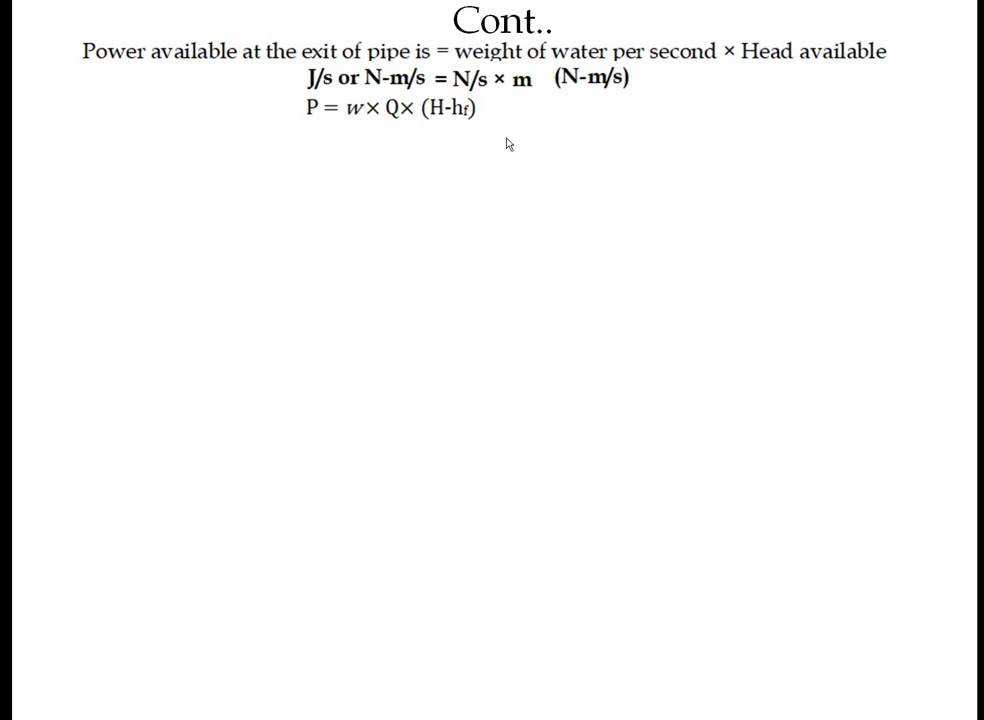 Cont..
Power available at the exit of pipe is = weight of water per second × Head available
J/s or N-m/s = N/s × m (N-m/s)
P = w× Q× (H-hf)